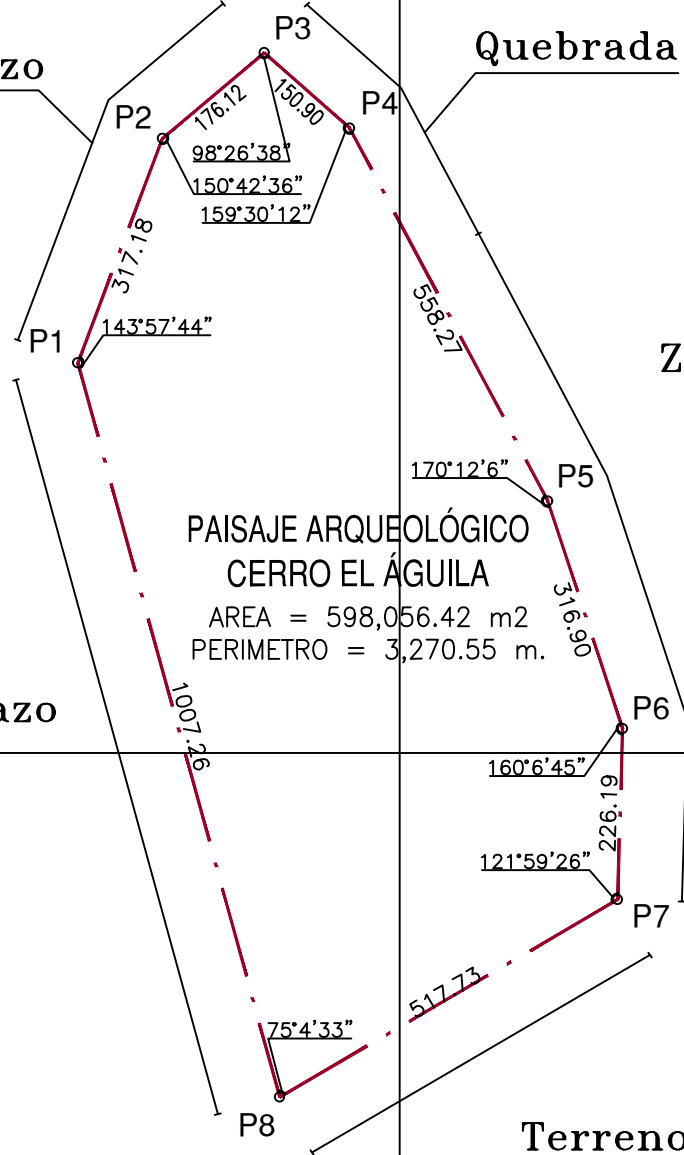 P3
Quebrada
zo
P4
P2
176.12
150.90
98°26'38"
150°42'36"
159°30'12"
317.18
558.27
143°57'44"
P1
Z
170°12'6"
P5
PAISAJE ARQUEOLÓGICO
CERRO EL ÁGUILA
AREA = 598,056.42 m2
PERIMETRO = 3,270.55 m.
316.90
1007.26
azo
P6
160°6'45"
226.19
121°59'26"
P7
517.73
75°4'33"
P8
Terreno